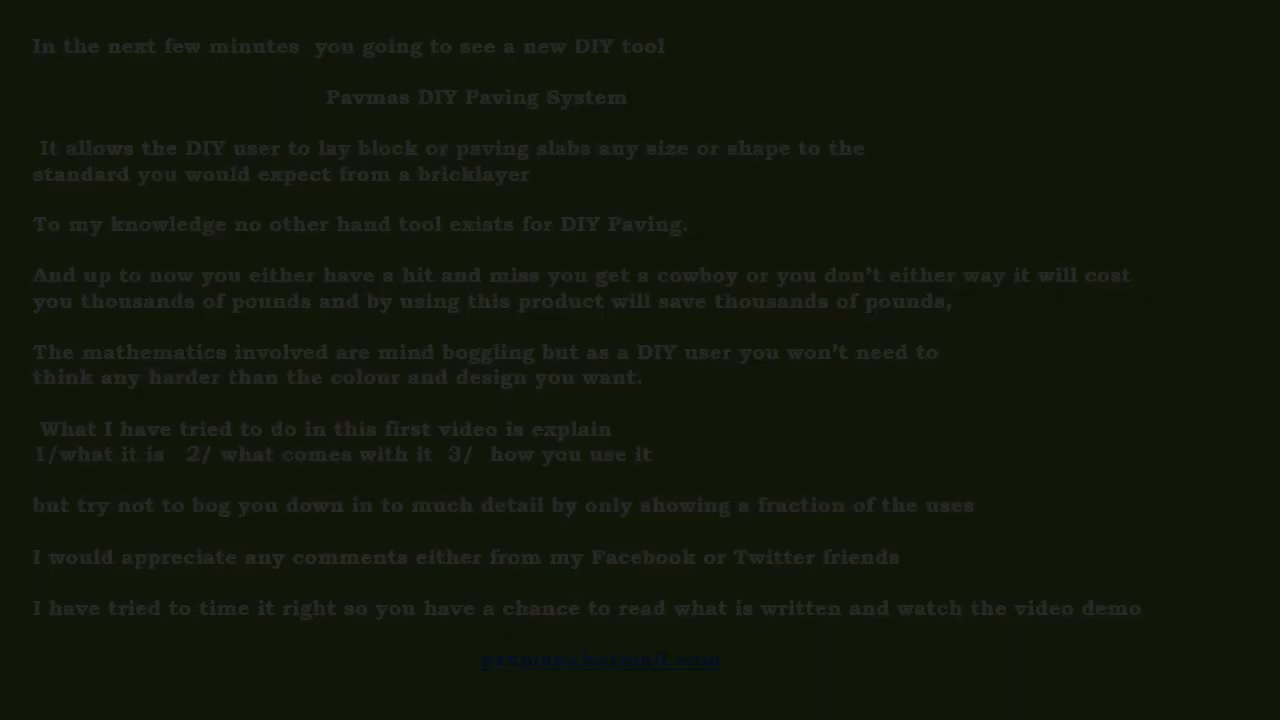 In the next few minutes you going to see a new DIY tool
Pavmas DIY Paving System
It allows the DIY user to lay block or paving slabs any size or shape to the
standard you would expect from a bricklayer
To my knowledge no other hand tool exists for DIY Paving.
And up to now you either have a hit and miss you get a cowboy or you don't either way it will cost
you thousands of pounds and by using this product will save thousands of pounds,
The mathematics involved are mind boggling but as a DIY user you won't need to
think any harder than the colour and design you want.
What I have tried to do in this first video is explain
1/what it is 2/ what comes with it 3/ how you use it
but try not to bog you down in to much detail by only showing a fraction of the uses
I would appreciate any comments either from my Facebook or Twitter friends
I have tried to time it right so you have a chance to read what is written and watch the video demo